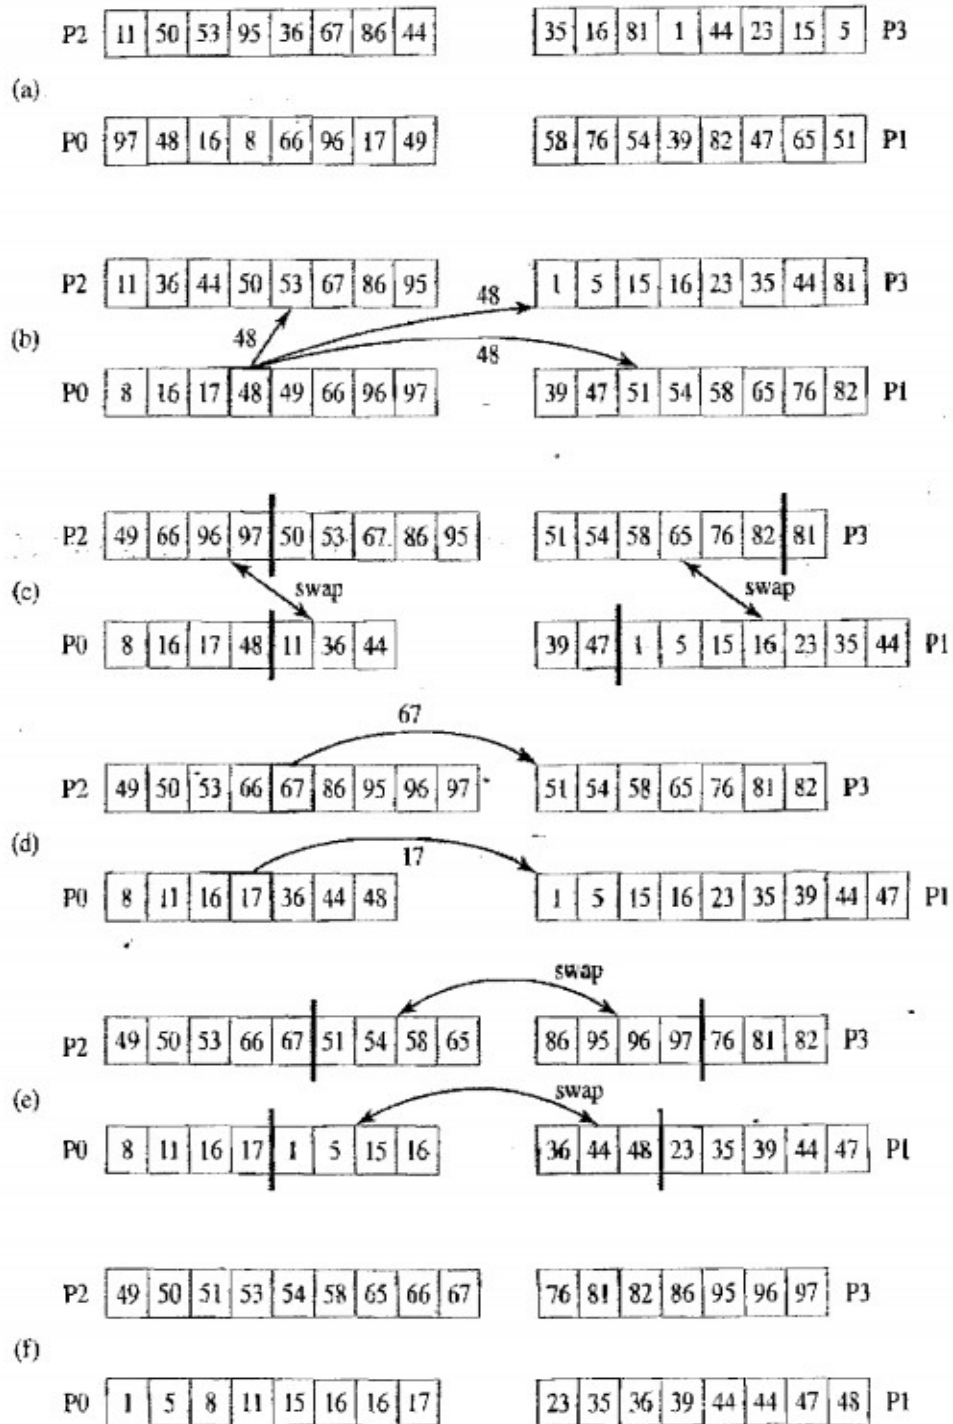 P2 11 50 53 95 36 67 86 44 35 16 81 1 44 23 15 5 P3
(a)
P0 97 48 16 8 66 96 17 49 58 76 54 39 82 47 65 51 P1
P2 11 36 44 50 53 67 86 95 1 5 15 16 23 35 44 81 P3
48
(b) 48
48
P0 8 16 17 48 49 66 96 97 39 47 51 54 58 65 76 82 P1
P2 49 66 96 97 50 53 67 86 95 51 54 58 65 76 82 81 P3
(c) swap swap
P0 8 16 17 48 11 36 44 39 47 1 5 15 16 23 35 44 P1
67
P2 49 50 53 66 67 86 95 96 97 51 54 58 65 76 81 82 P3
(d) 17
P0 8 11 16 17 36 44 48 1 5 15 16 23 35 39 44 47 P1
swap
P2 49 50 53 66 67 51 54 58 65 86 95 96 97 76 81 82 P3
(e) swap
P0 8 11 16 17 1 5 15 16 36 44 48 23 35 39 44 47 P1
P2 49 50 51 53 54 58 65 66 67 76 81 82 86 95 96 97 P3
(f)
P0 1 5 8 11 15 16 16 17 23 35 36 39 44 44 47 48 P1